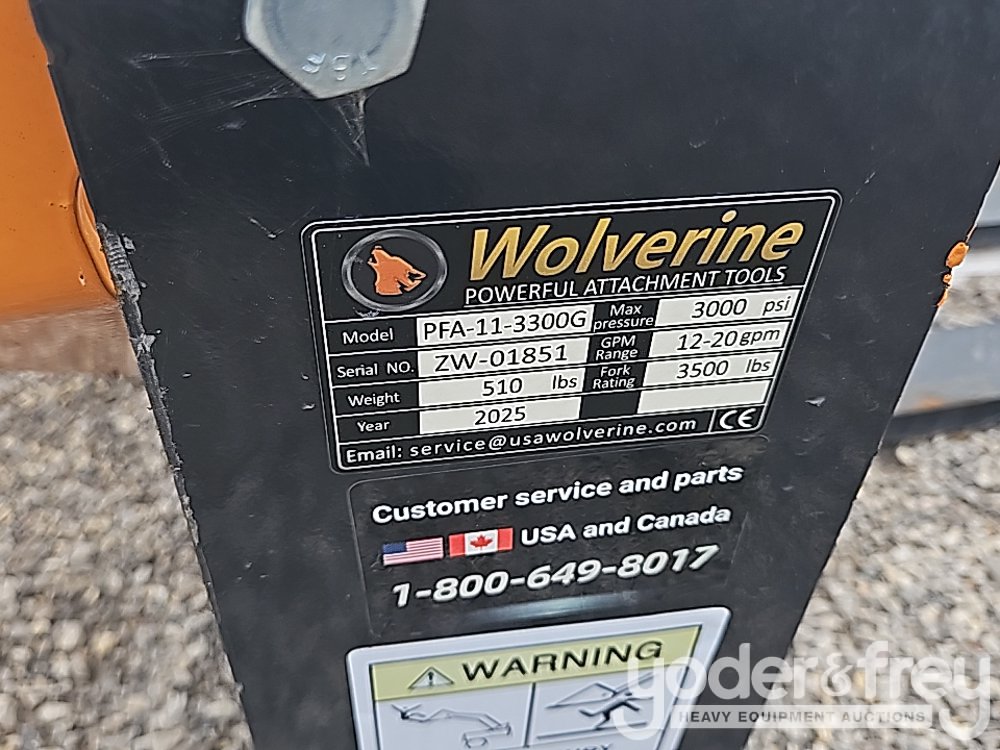 Wolverine
POWERFUL ATTACHMENT TOOLS
Model PFA-11-3300G Max pressure 3000 psi
Serial NO. ZW-01851 GPM Range 12-20gpm
Weight 510 lbs Fork Rating 3500 lbs
Year 2025
Email: service@usawolverine.com CE
Customer service and parts
USA and Canada
1-800-649-8017
WARNING
yoder&frey
HEAVY EQUIPMENT AUCTIONS